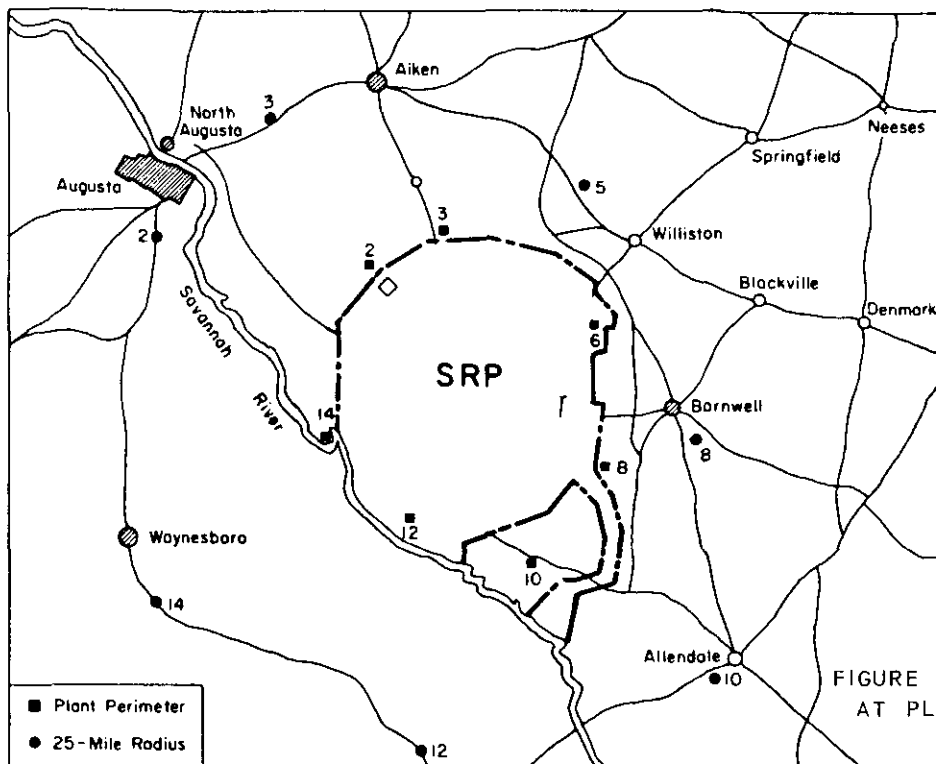 Aiken
3
North
Augusta
Neeses
Springfield
Augusta
5
3
2
2
Williston
Savannah
River
Blackville
Denmark
6
SRP
14
Barnwell
8
8
12
Waynesboro
10
14
Allendale
10
FIGURE
AT PL
■ Plant Perimeter
● 25-Mile Radius
12